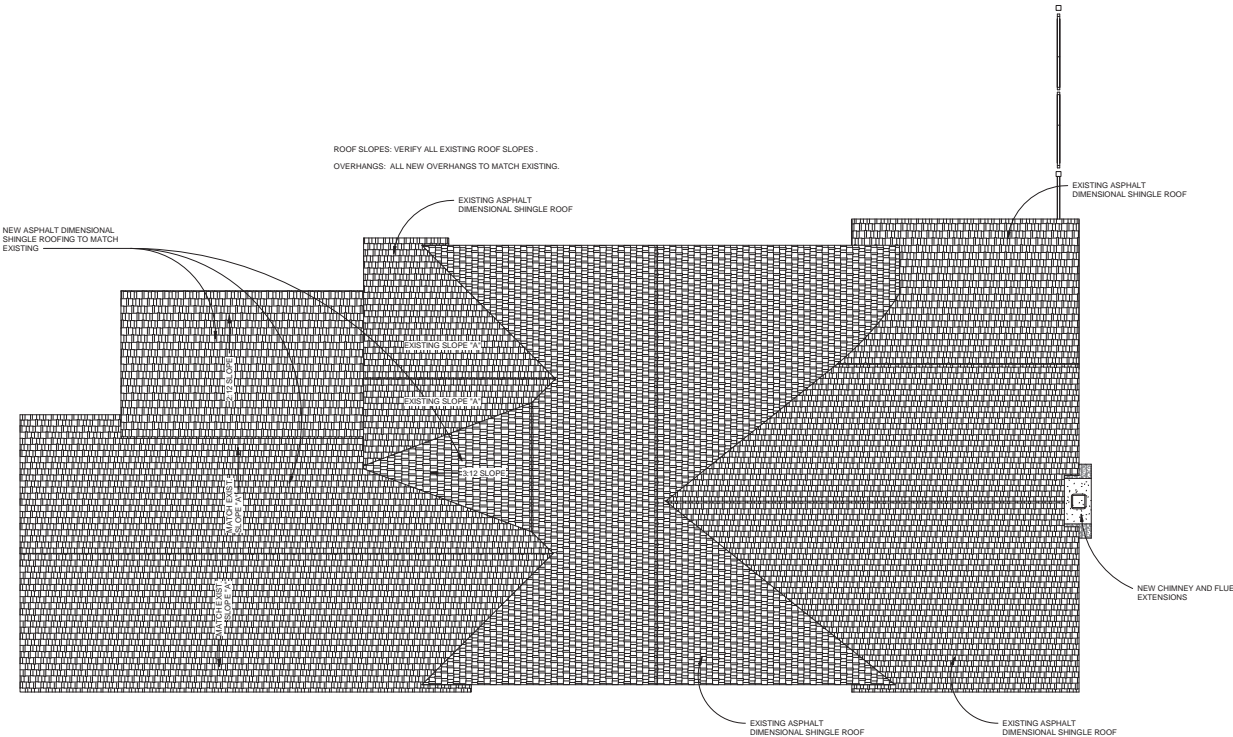 ROOF SLOPES: VERIFY ALL EXISTING ROOF SLOPES .
OVERHANGS: ALL NEW OVERHANGS TO MATCH EXISTING.
EXISTING ASPHALT
DIMENSIONAL SHINGLE ROOF
EXISTING ASPHALT
DIMENSIONAL SHINGLE ROOF
NEW ASPHALT DIMENSIONAL
SHINGLE ROOFING TO MATCH
EXISTING
EXISTING SLOPE "A"
2:12 SLOPE
EXISTING SLOPE "A"
3:12 SLOPE
MATCH EXIST.
SLOPE "A"
MATCH EXIST.
SLOPE "A"
NEW CHIMNEY AND FLUE
EXTENSIONS
EXISTING ASPHALT
DIMENSIONAL SHINGLE ROOF
EXISTING ASPHALT
DIMENSIONAL SHINGLE ROOF